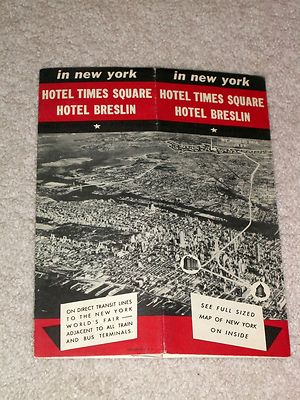 in new york
HOTEL TIMES SQUARE
HOTEL BRESLIN
ON DIRECT TRANSIT LINES
TO THE NEW YORK
WORLD'S FAIR—
ADJACENT TO ALL TRAIN
AND BUS TERMINALS.
in new york
HOTEL TIMES SQUARE
HOTEL BRESLIN
SEE FULL SIZED
MAP OF NEW YORK
ON INSIDE